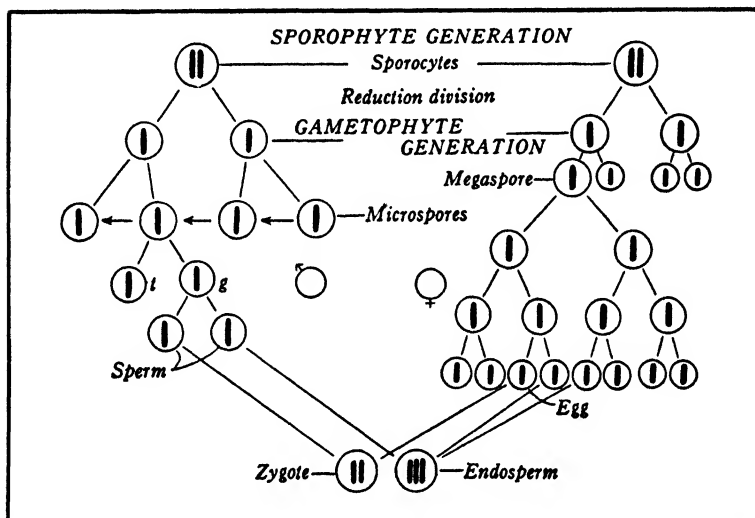 SPOROPHYTE GENERATION
Sporocytes
Reduction division
GAMETOPHYTE
GENERATION
Megaspore
Microspores
t
g
♂
♀
Sperm
Egg
Zygote
Endosperm